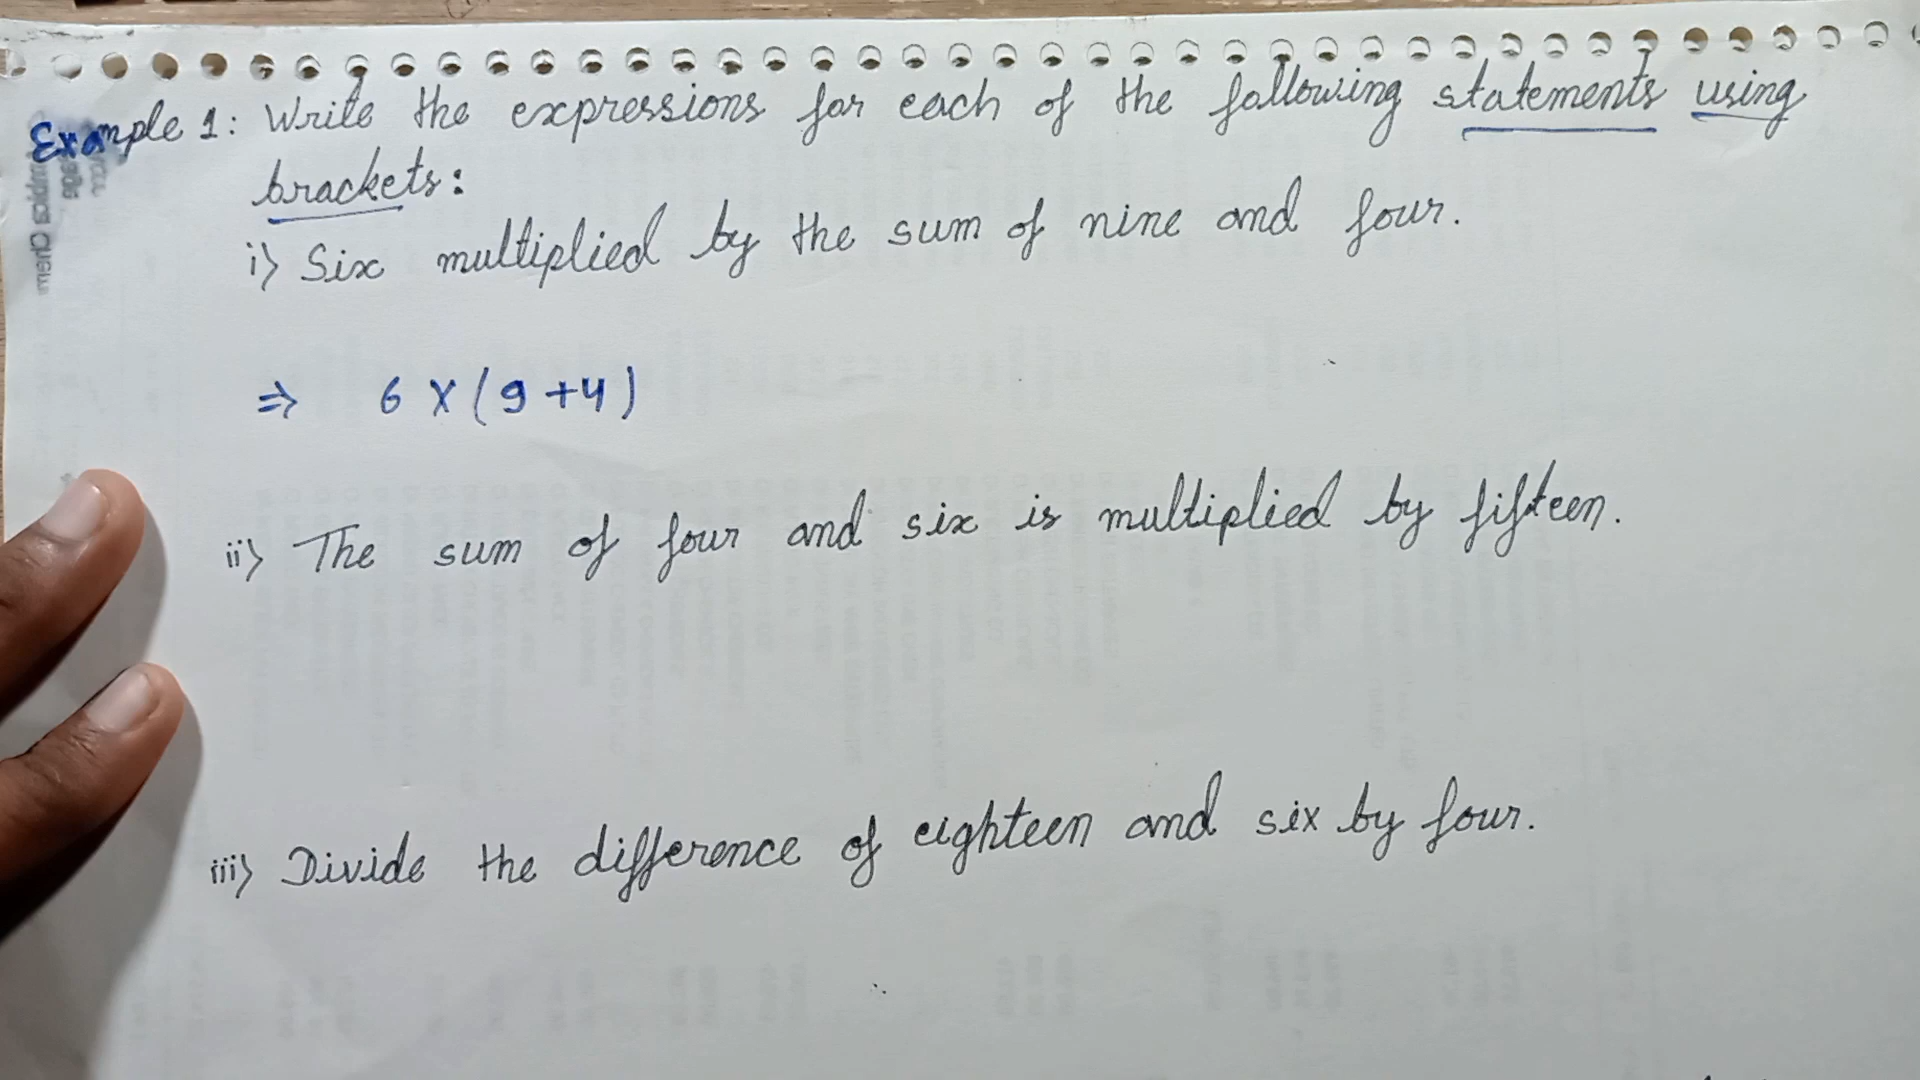 Example 1: Write the expressions for each of the following statements using
brackets:
i) Six multiplied by the sum of nine and four.
⇒ 6 × (9+4)
ii) The sum of four and six is multiplied by fifteen.
iii) Divide the difference of eighteen and six by four.